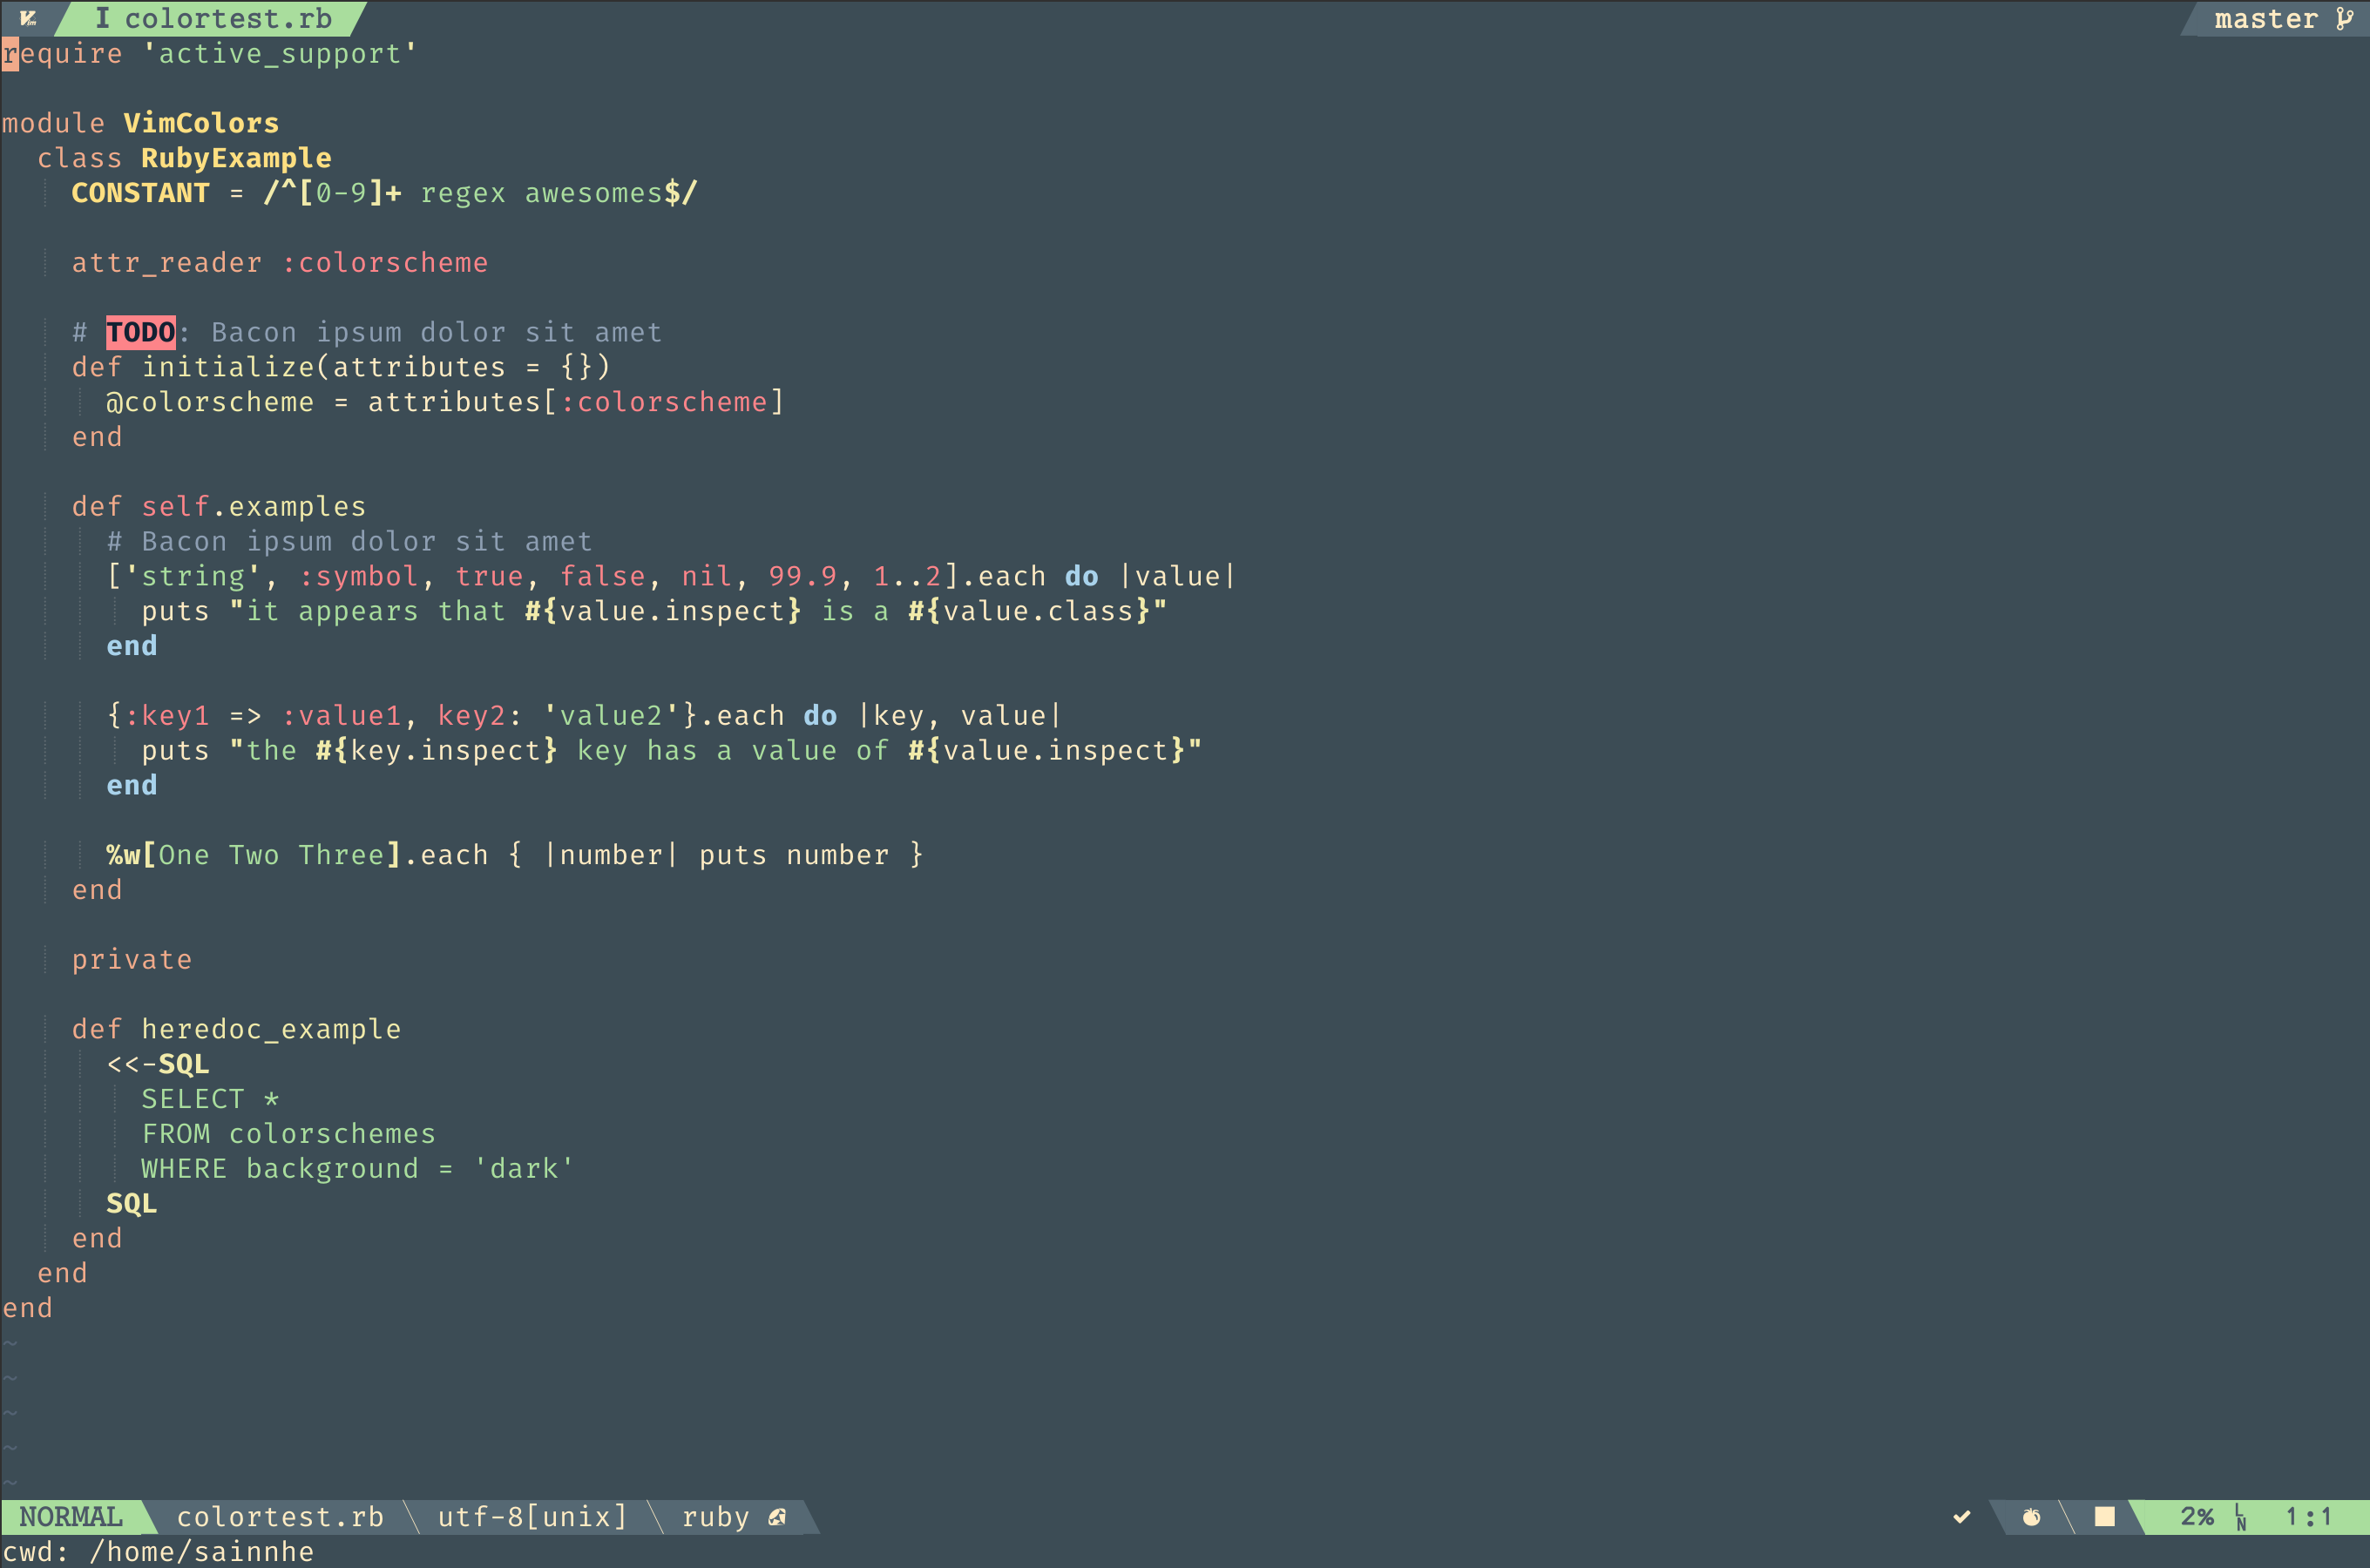 Vim I colortest.rb master
require 'active_support'

module VimColors
  class RubyExample
    CONSTANT = /^[0-9]+ regex awesomes$/

    attr_reader :colorscheme

    # TODO: Bacon ipsum dolor sit amet
    def initialize(attributes = {})
      @colorscheme = attributes[:colorscheme]
    end

    def self.examples
      # Bacon ipsum dolor sit amet
      ['string', :symbol, true, false, nil, 99.9, 1..2].each do |value|
        puts "it appears that #{value.inspect} is a #{value.class}"
      end

      {:key1 => :value1, key2: 'value2'}.each do |key, value|
        puts "the #{key.inspect} key has a value of #{value.inspect}"
      end

      %w[One Two Three].each { |number| puts number }
    end

    private

    def heredoc_example
      <<-SQL
        SELECT *
        FROM colorschemes
        WHERE background = 'dark'
      SQL
    end
  end
end
~
~
~
~
~
NORMAL colortest.rb utf-8[unix] ruby 2% LN 1:1
cwd: /home/sainnhe